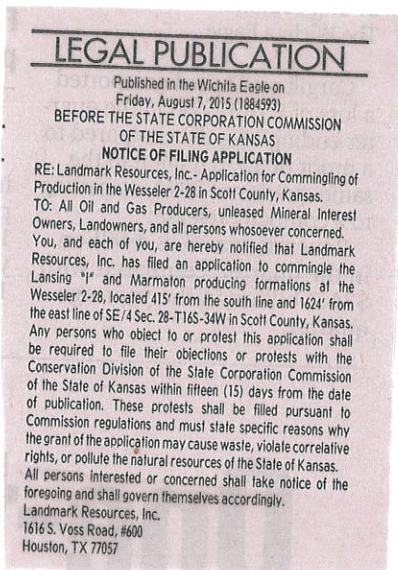 LEGAL PUBLICATION
Published in the Wichita Eagle on
Friday, August 7, 2015 (1884593)
BEFORE THE STATE CORPORATION COMMISSION
OF THE STATE OF KANSAS
NOTICE OF FILING APPLICATION
RE: Landmark Resources, Inc.- Application for Commingling of
Production in the Wesseler 2-28 in Scott County, Kansas.
TO: All Oil and Gas Producers, unleased Mineral Interest
Owners, Landowners, and all persons whosoever concerned.
You, and each of you, are hereby notified that Landmark
Resources, Inc. has filed an application to commingle the
Lansing "I" and Marmaton producing formations at the
Wesseler 2-28, located 415' from the south line and 1624' from
the east line of SE/4 Sec. 28-T16S-34W in Scott County, Kansas.
Any persons who object to or protest this application shall
be required to file their objections or protests with the
Conservation Division of the State Corporation Commission
of the State of Kansas within fifteen (15) days from the date
of publication. These protests shall be filled pursuant to
Commission regulations and must state specific reasons why
the grant of the application may cause waste, violate correlative
rights, or pollute the natural resources of the State of Kansas.
All persons interested or concerned shall take notice of the
foregoing and shall govern themselves accordingly.
Landmark Resources, Inc.
1616 S. Voss Road, #600
Houston, TX 77057